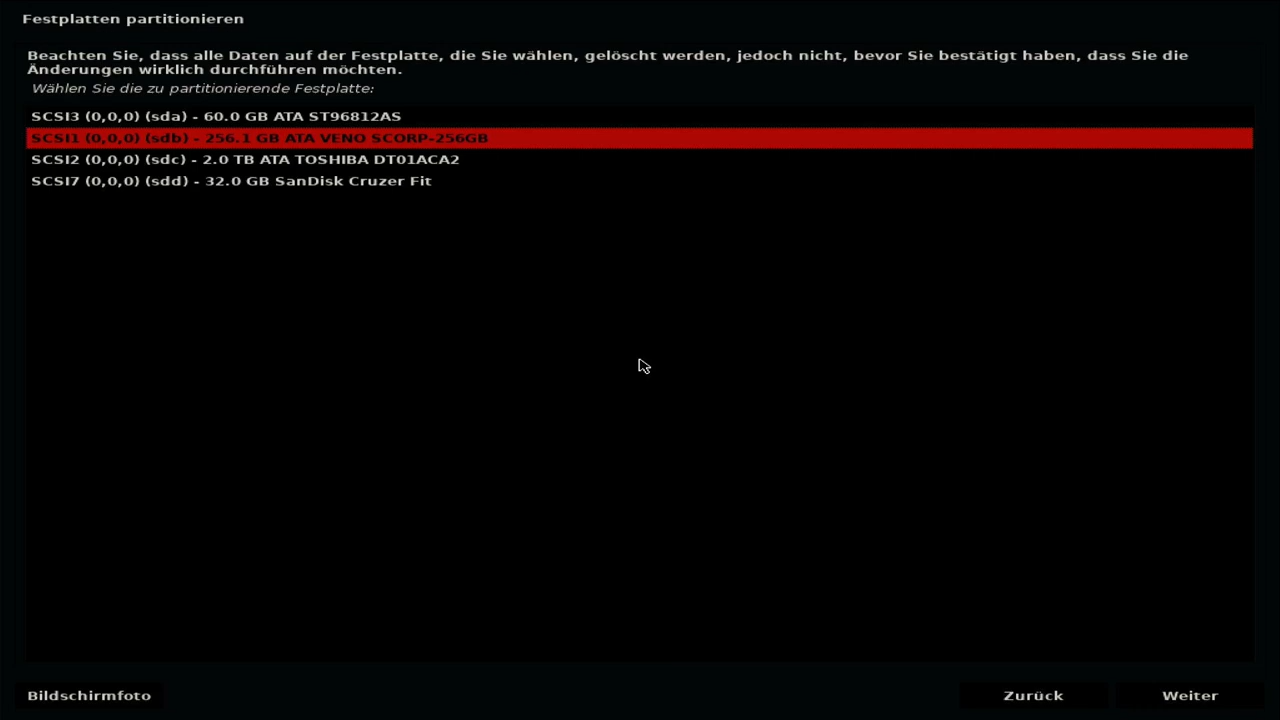 Festplatten partitionieren
Beachten Sie, dass alle Daten auf der Festplatte, die Sie wählen, gelöscht werden, jedoch nicht, bevor Sie bestätigt haben, dass Sie die
Änderungen wirklich durchführen möchten.
Wählen Sie die zu partitionierende Festplatte:
SCSI3 (0,0,0) (sda) - 60.0 GB ATA ST96812AS
SCSI1 (0,0,0) (sdb) - 256.1 GB ATA VENO SCORP-256GB
SCSI2 (0,0,0) (sdc) - 2.0 TB ATA TOSHIBA DT01ACA2
SCSI7 (0,0,0) (sdd) - 32.0 GB SanDisk Cruzer Fit
Bildschirmfoto
Zurück
Weiter